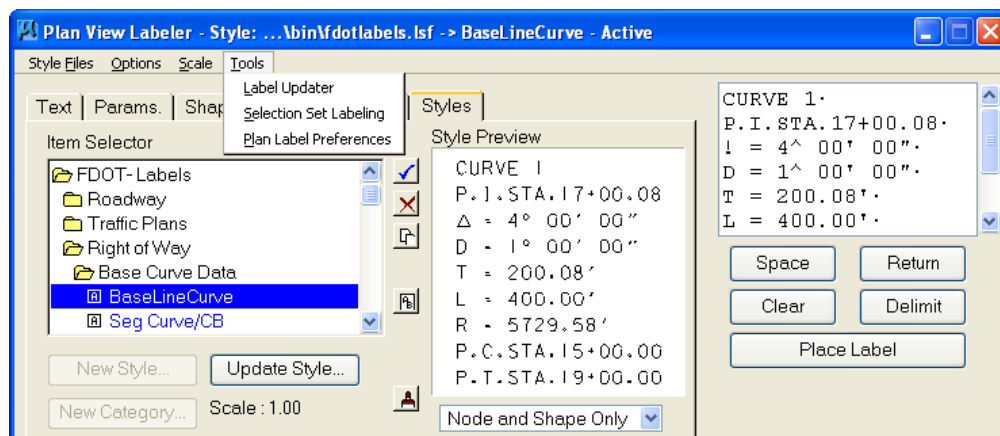 Plan View Labeler - Style: ...\bin\fdotlabels.lsf -> BaseLineCurve - Active
Style Files Options Scale Tools
Label Updater
Selection Set Labeling
Plan Label Preferences
Text Params. Shap Styles
Item Selector
FDOT-Labels
Roadway
Traffic Plans
Right of Way
Base Curve Data
BaseLineCurve
Seg Curve/CB
New Style... Update Style...
New Category... Scale : 1.00
Style Preview
CURVE 1
P.I.STA.17+00.08
Δ = 4° 00' 00"
D = 1° 00' 00"
T = 200.08'
L = 400.00'
R = 5729.58'
P.C.STA.15+00.00
P.T.STA.19+00.00
Node and Shape Only
CURVE 1·
P.I.STA.17+00.08·
! = 4^ 00' 00"·
D = 1^ 00' 00"·
T = 200.08'·
L = 400.00'·
Space Return
Clear Delimit
Place Label